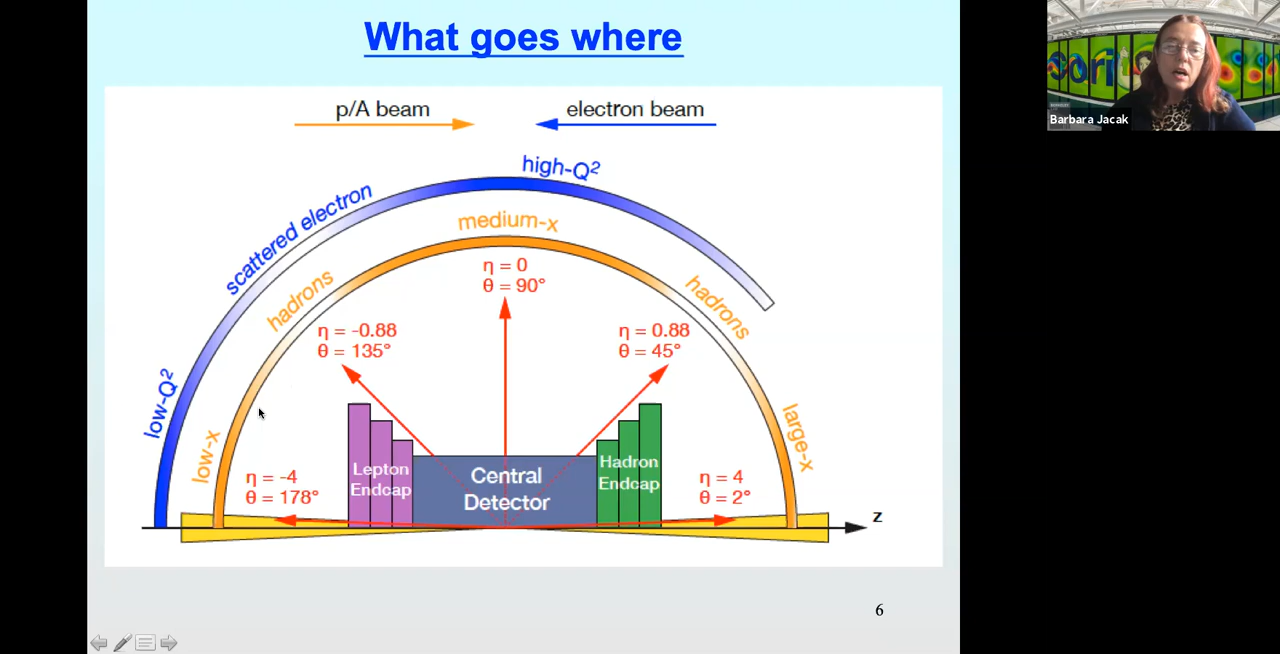 What goes where
p/A beam
electron beam
high-Q²
scattered electron
medium-x
hadrons
hadrons
η = 0
θ = 90°
η = -0.88
θ = 135°
η = 0.88
θ = 45°
low-Q²
low-x
large-x
η = -4
θ = 178°
Lepton
Endcap
Central
Detector
Hadron
Endcap
η = 4
θ = 2°
z
6
Barbara Jacak
cori